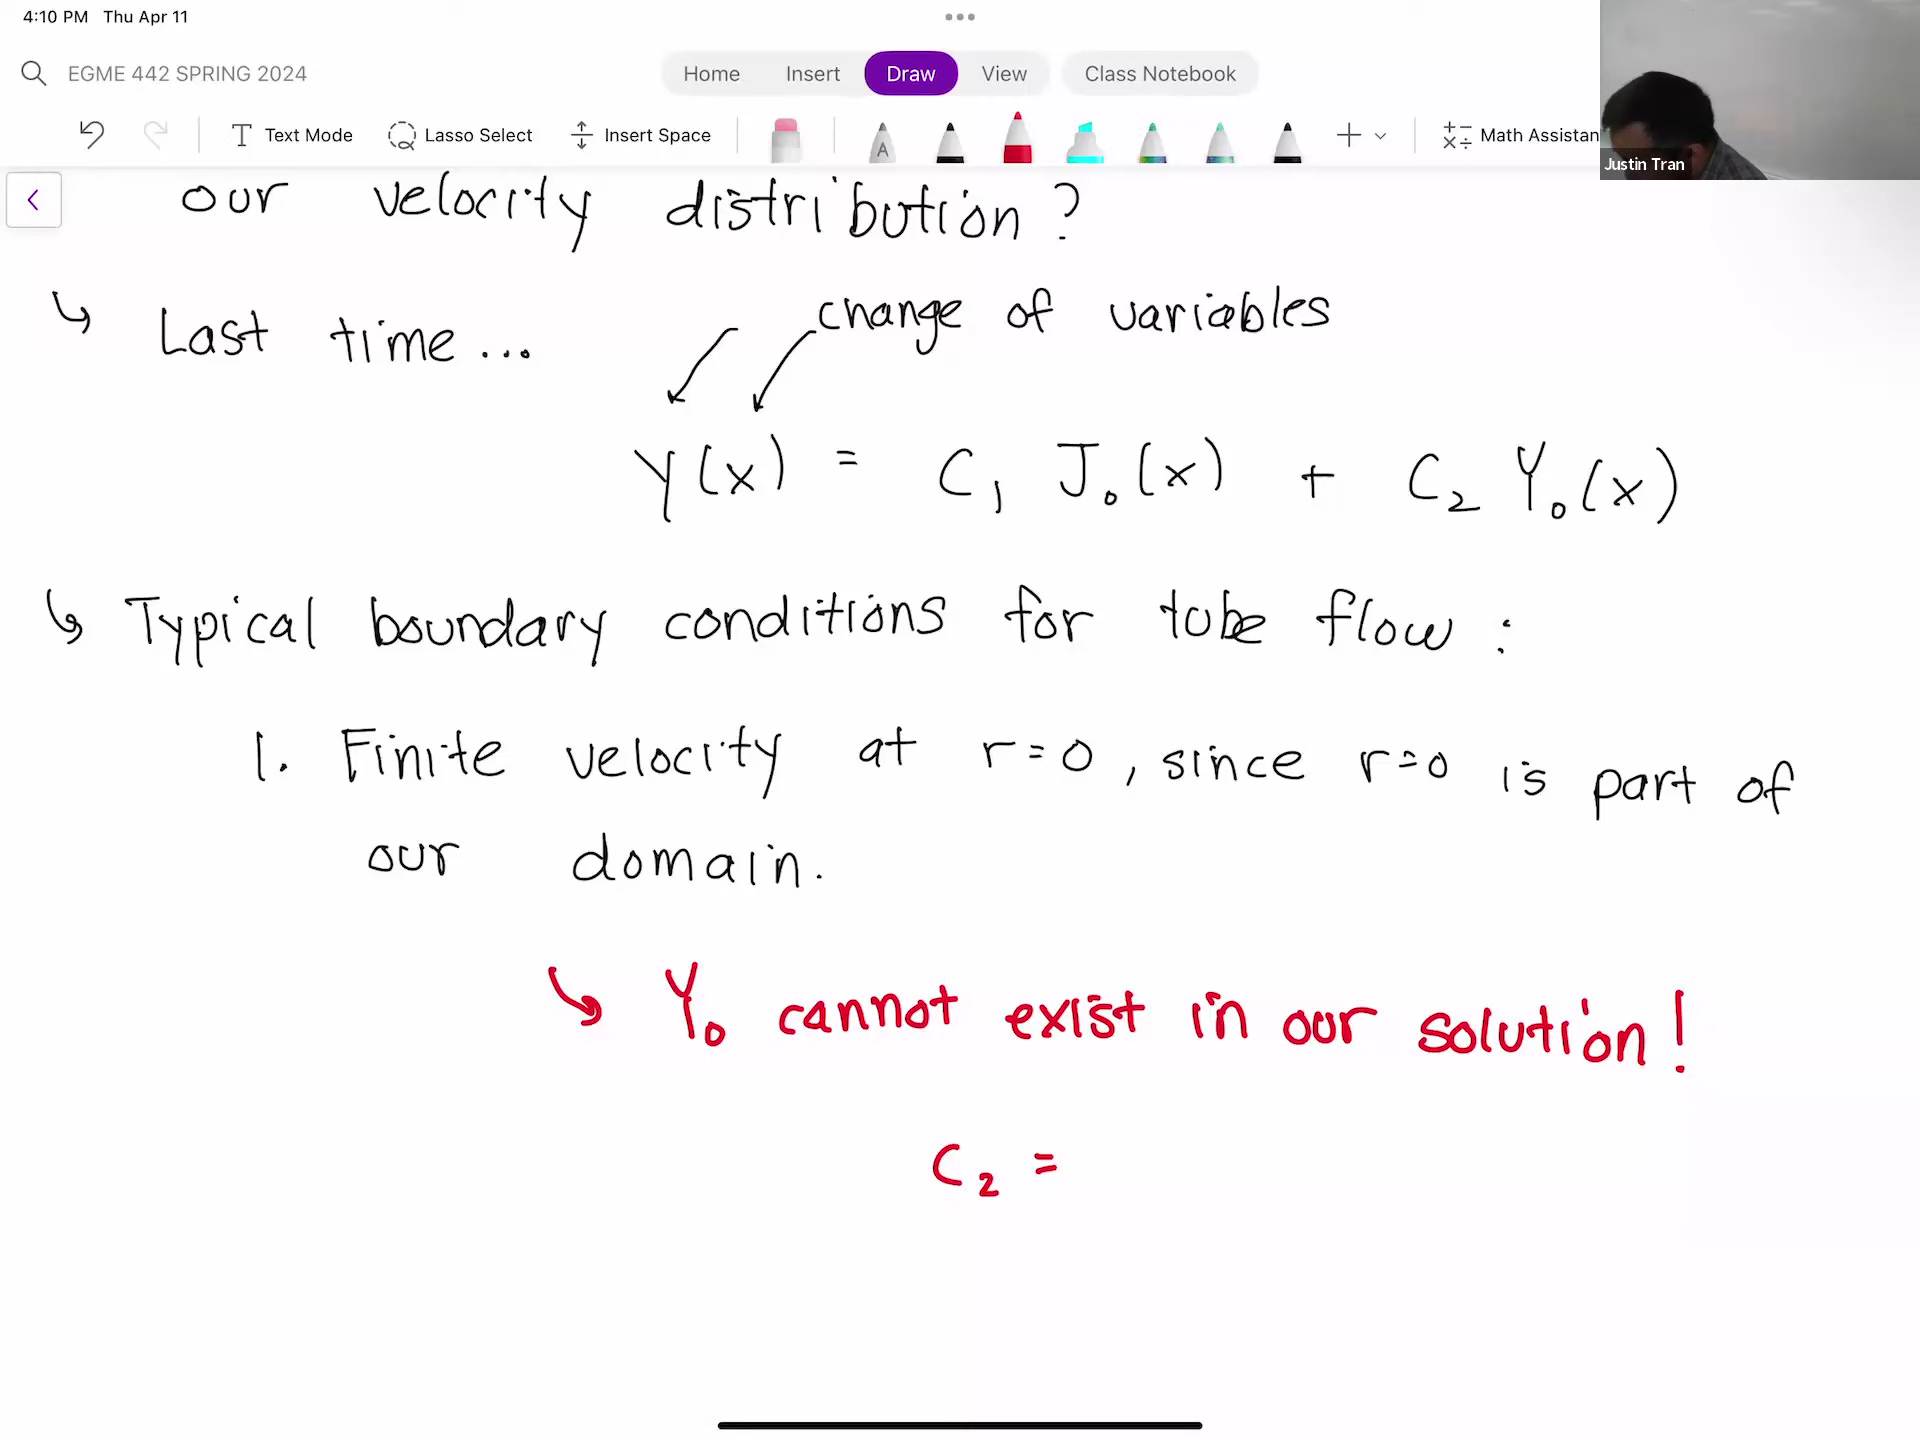 4:10 PM Thu Apr 11
EGME 442 SPRING 2024
Home Insert Draw View Class Notebook
Text Mode Lasso Select Insert Space Math Assistan
Justin Tran
our velocity distribution?
↳ Last time...
change of variables
y(x) = C₁ J₀(x) + C₂ Y₀(x)
↳ Typical boundary conditions for tube flow:
1. Finite velocity at r=0, since r=0 is part of
our domain.
↳ Y₀ cannot exist in our solution!
C₂ =